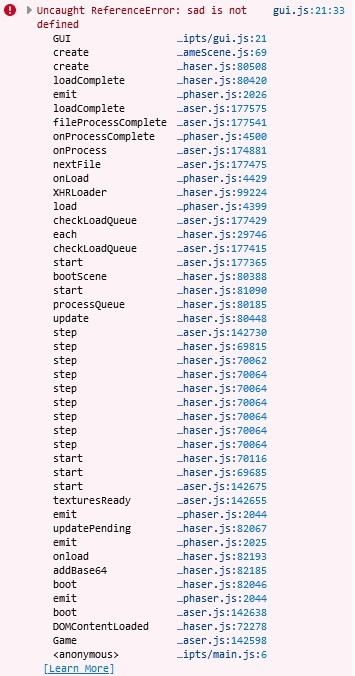 Uncaught ReferenceError: sad is not gui.js:21:33
defined
GUI …ipts/gui.js:21
create …ameScene.js:69
create …haser.js:80508
loadComplete …haser.js:80420
emit …phaser.js:2026
loadComplete …aser.js:177575
fileProcessComplete …aser.js:177541
onProcessComplete …phaser.js:4500
onProcess …aser.js:174881
nextFile …aser.js:177475
onLoad …phaser.js:4429
XHRLoader …haser.js:99224
load …phaser.js:4399
checkLoadQueue …aser.js:177429
each …haser.js:29746
checkLoadQueue …aser.js:177415
start …aser.js:177365
bootScene …haser.js:80388
start …haser.js:81090
processQueue …haser.js:80185
update …haser.js:80448
step …aser.js:142730
step …haser.js:69815
step …haser.js:70062
step …haser.js:70064
step …haser.js:70064
step …haser.js:70064
step …haser.js:70064
step …haser.js:70064
step …haser.js:70064
start …haser.js:70116
start …haser.js:69685
start …aser.js:142675
texturesReady …aser.js:142655
emit …phaser.js:2044
updatePending …haser.js:82067
emit …phaser.js:2025
onload …haser.js:82193
addBase64 …haser.js:82185
boot …haser.js:82046
emit …phaser.js:2044
boot …aser.js:142638
DOMContentLoaded …haser.js:72278
Game …aser.js:142598
<anonymous> …ipts/main.js:6
[Learn More]